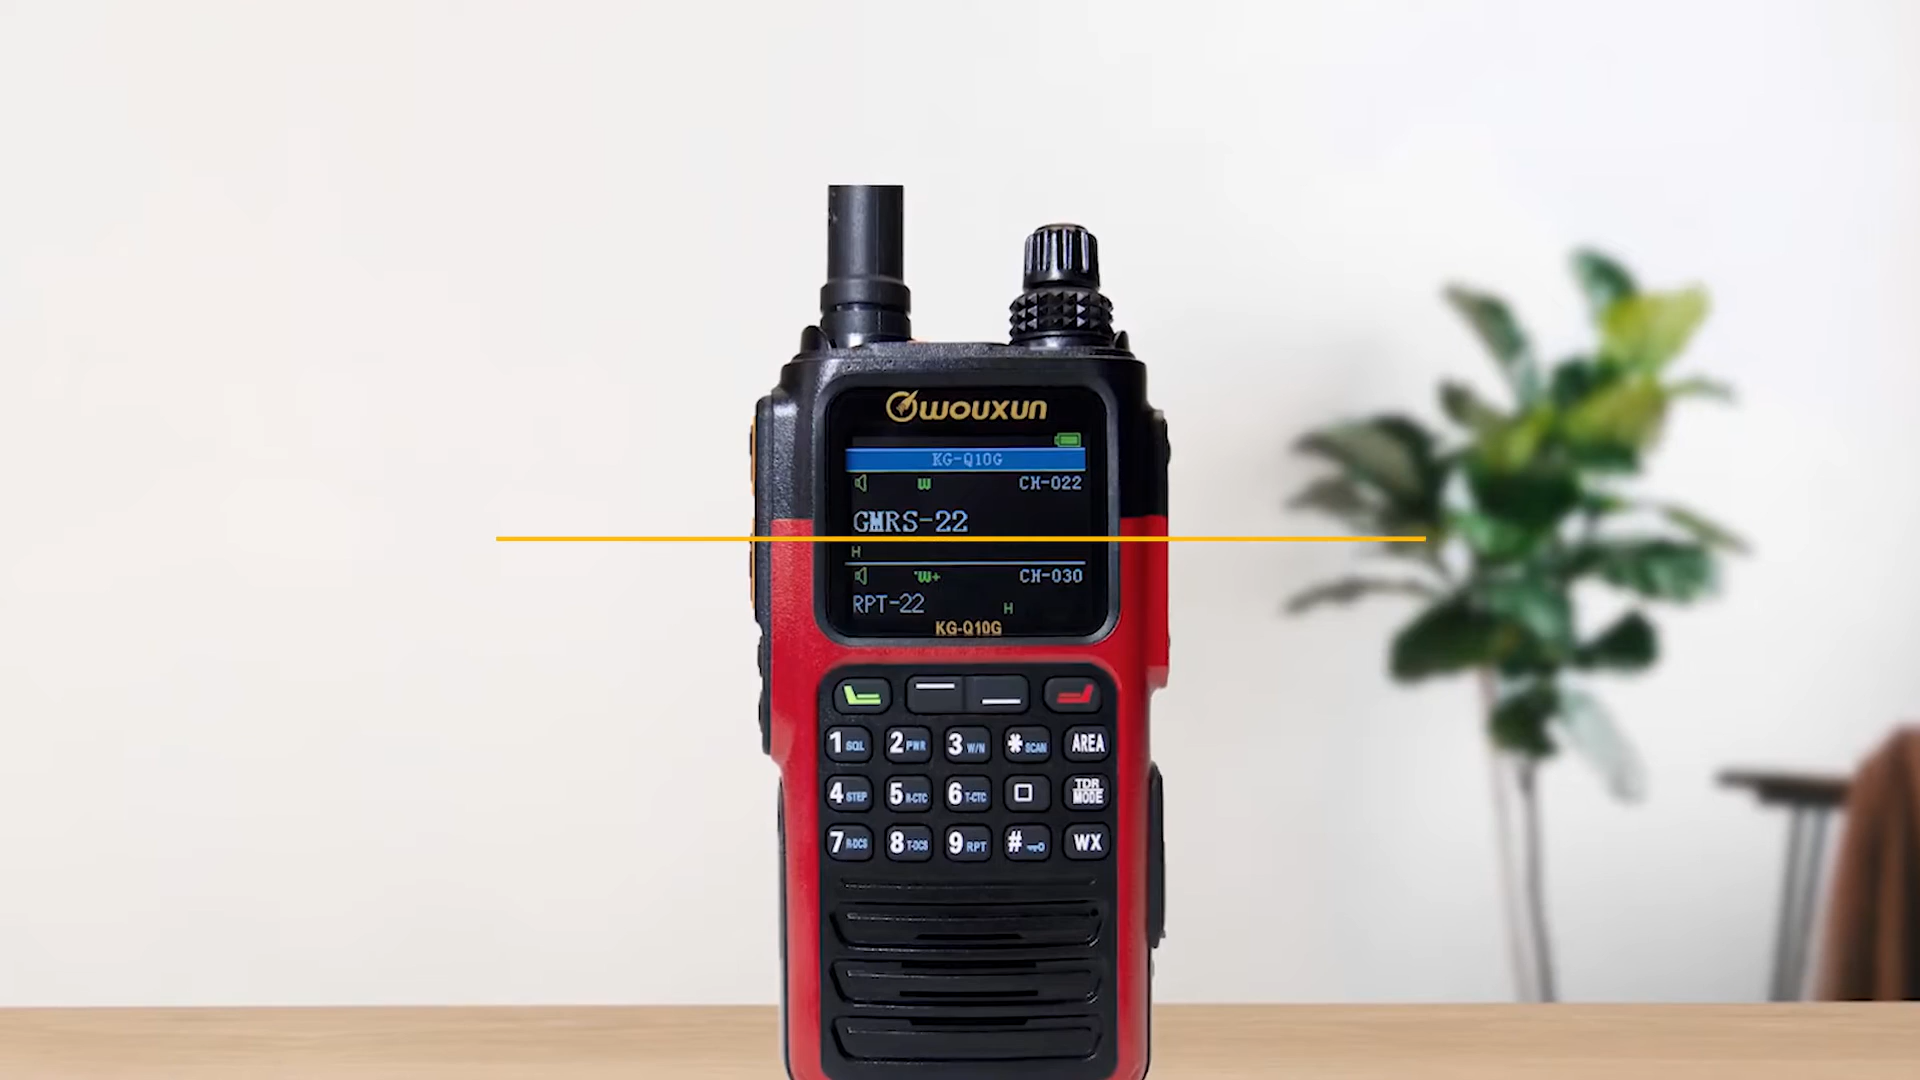 WOUXUN
KG-Q10G
W CH-022
GMRS-22
H
W+ CH-030
RPT-22 H
KG-Q10G
1 SQL 2 PWR 3 W/N * SCAN AREA
4 STEP 5 R-CTC 6 T-CTC 0 TDR MODE
7 R-DCS 8 T-DCS 9 RPT # WX